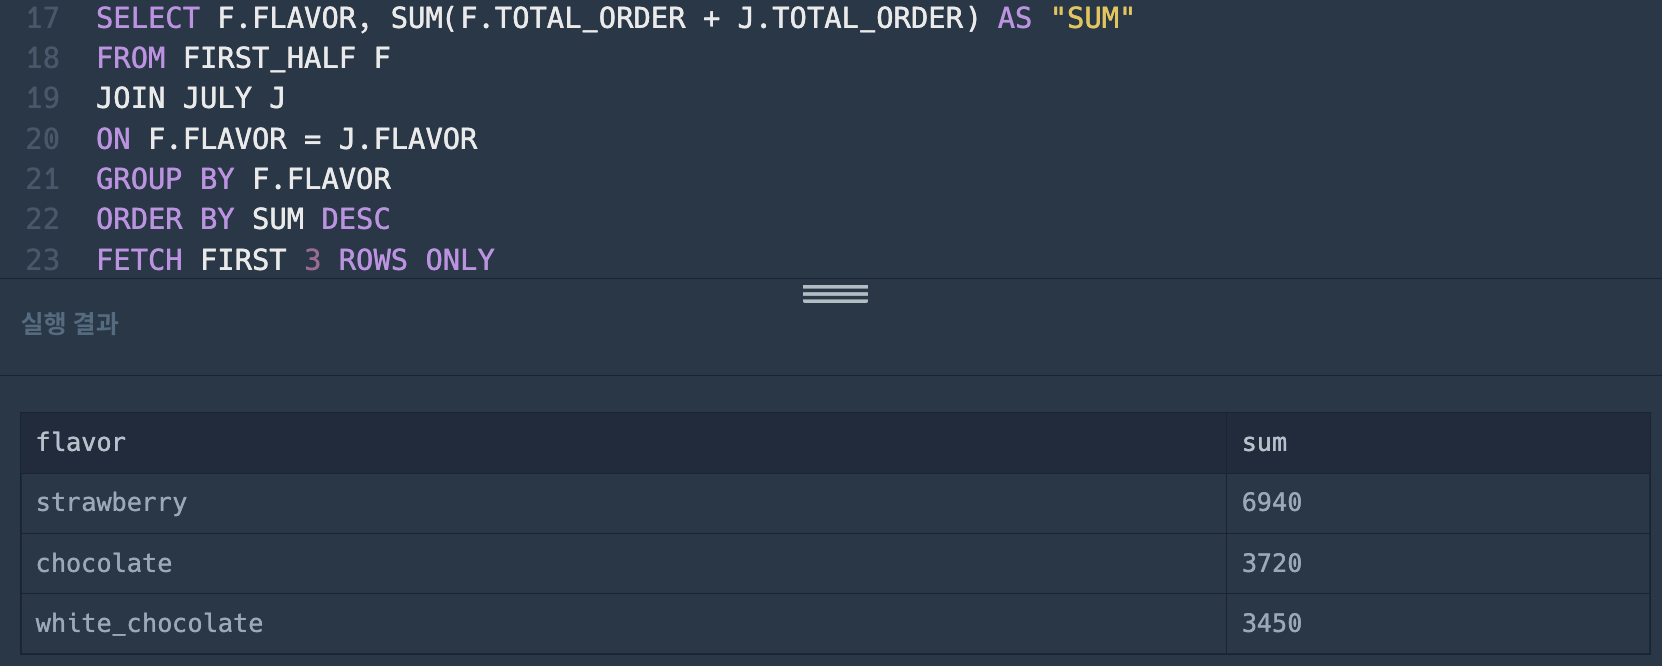 17 SELECT F.FLAVOR, SUM(F.TOTAL_ORDER + J.TOTAL_ORDER) AS "SUM"
18 FROM FIRST_HALF F
19 JOIN JULY J
20 ON F.FLAVOR = J.FLAVOR
21 GROUP BY F.FLAVOR
22 ORDER BY SUM DESC
23 FETCH FIRST 3 ROWS ONLY
실행 결과
flavor sum
strawberry 6940
chocolate 3720
white_chocolate 3450